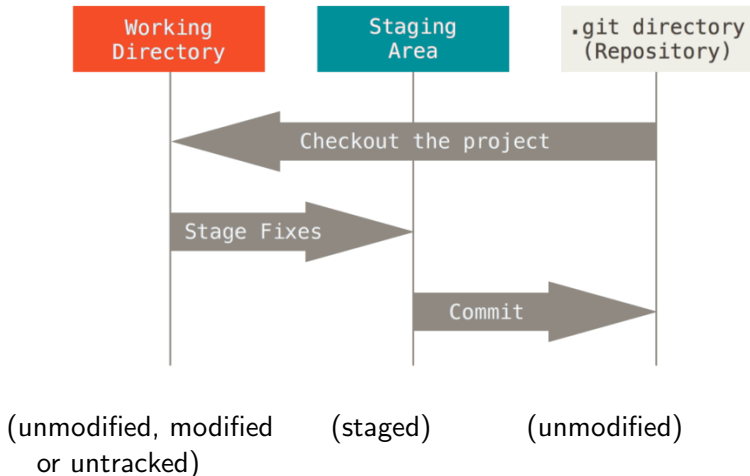 Working
Directory
Staging
Area
.git directory
(Repository)
Checkout the project
Stage Fixes
Commit
(unmodified, modified
or untracked)
(staged)
(unmodified)